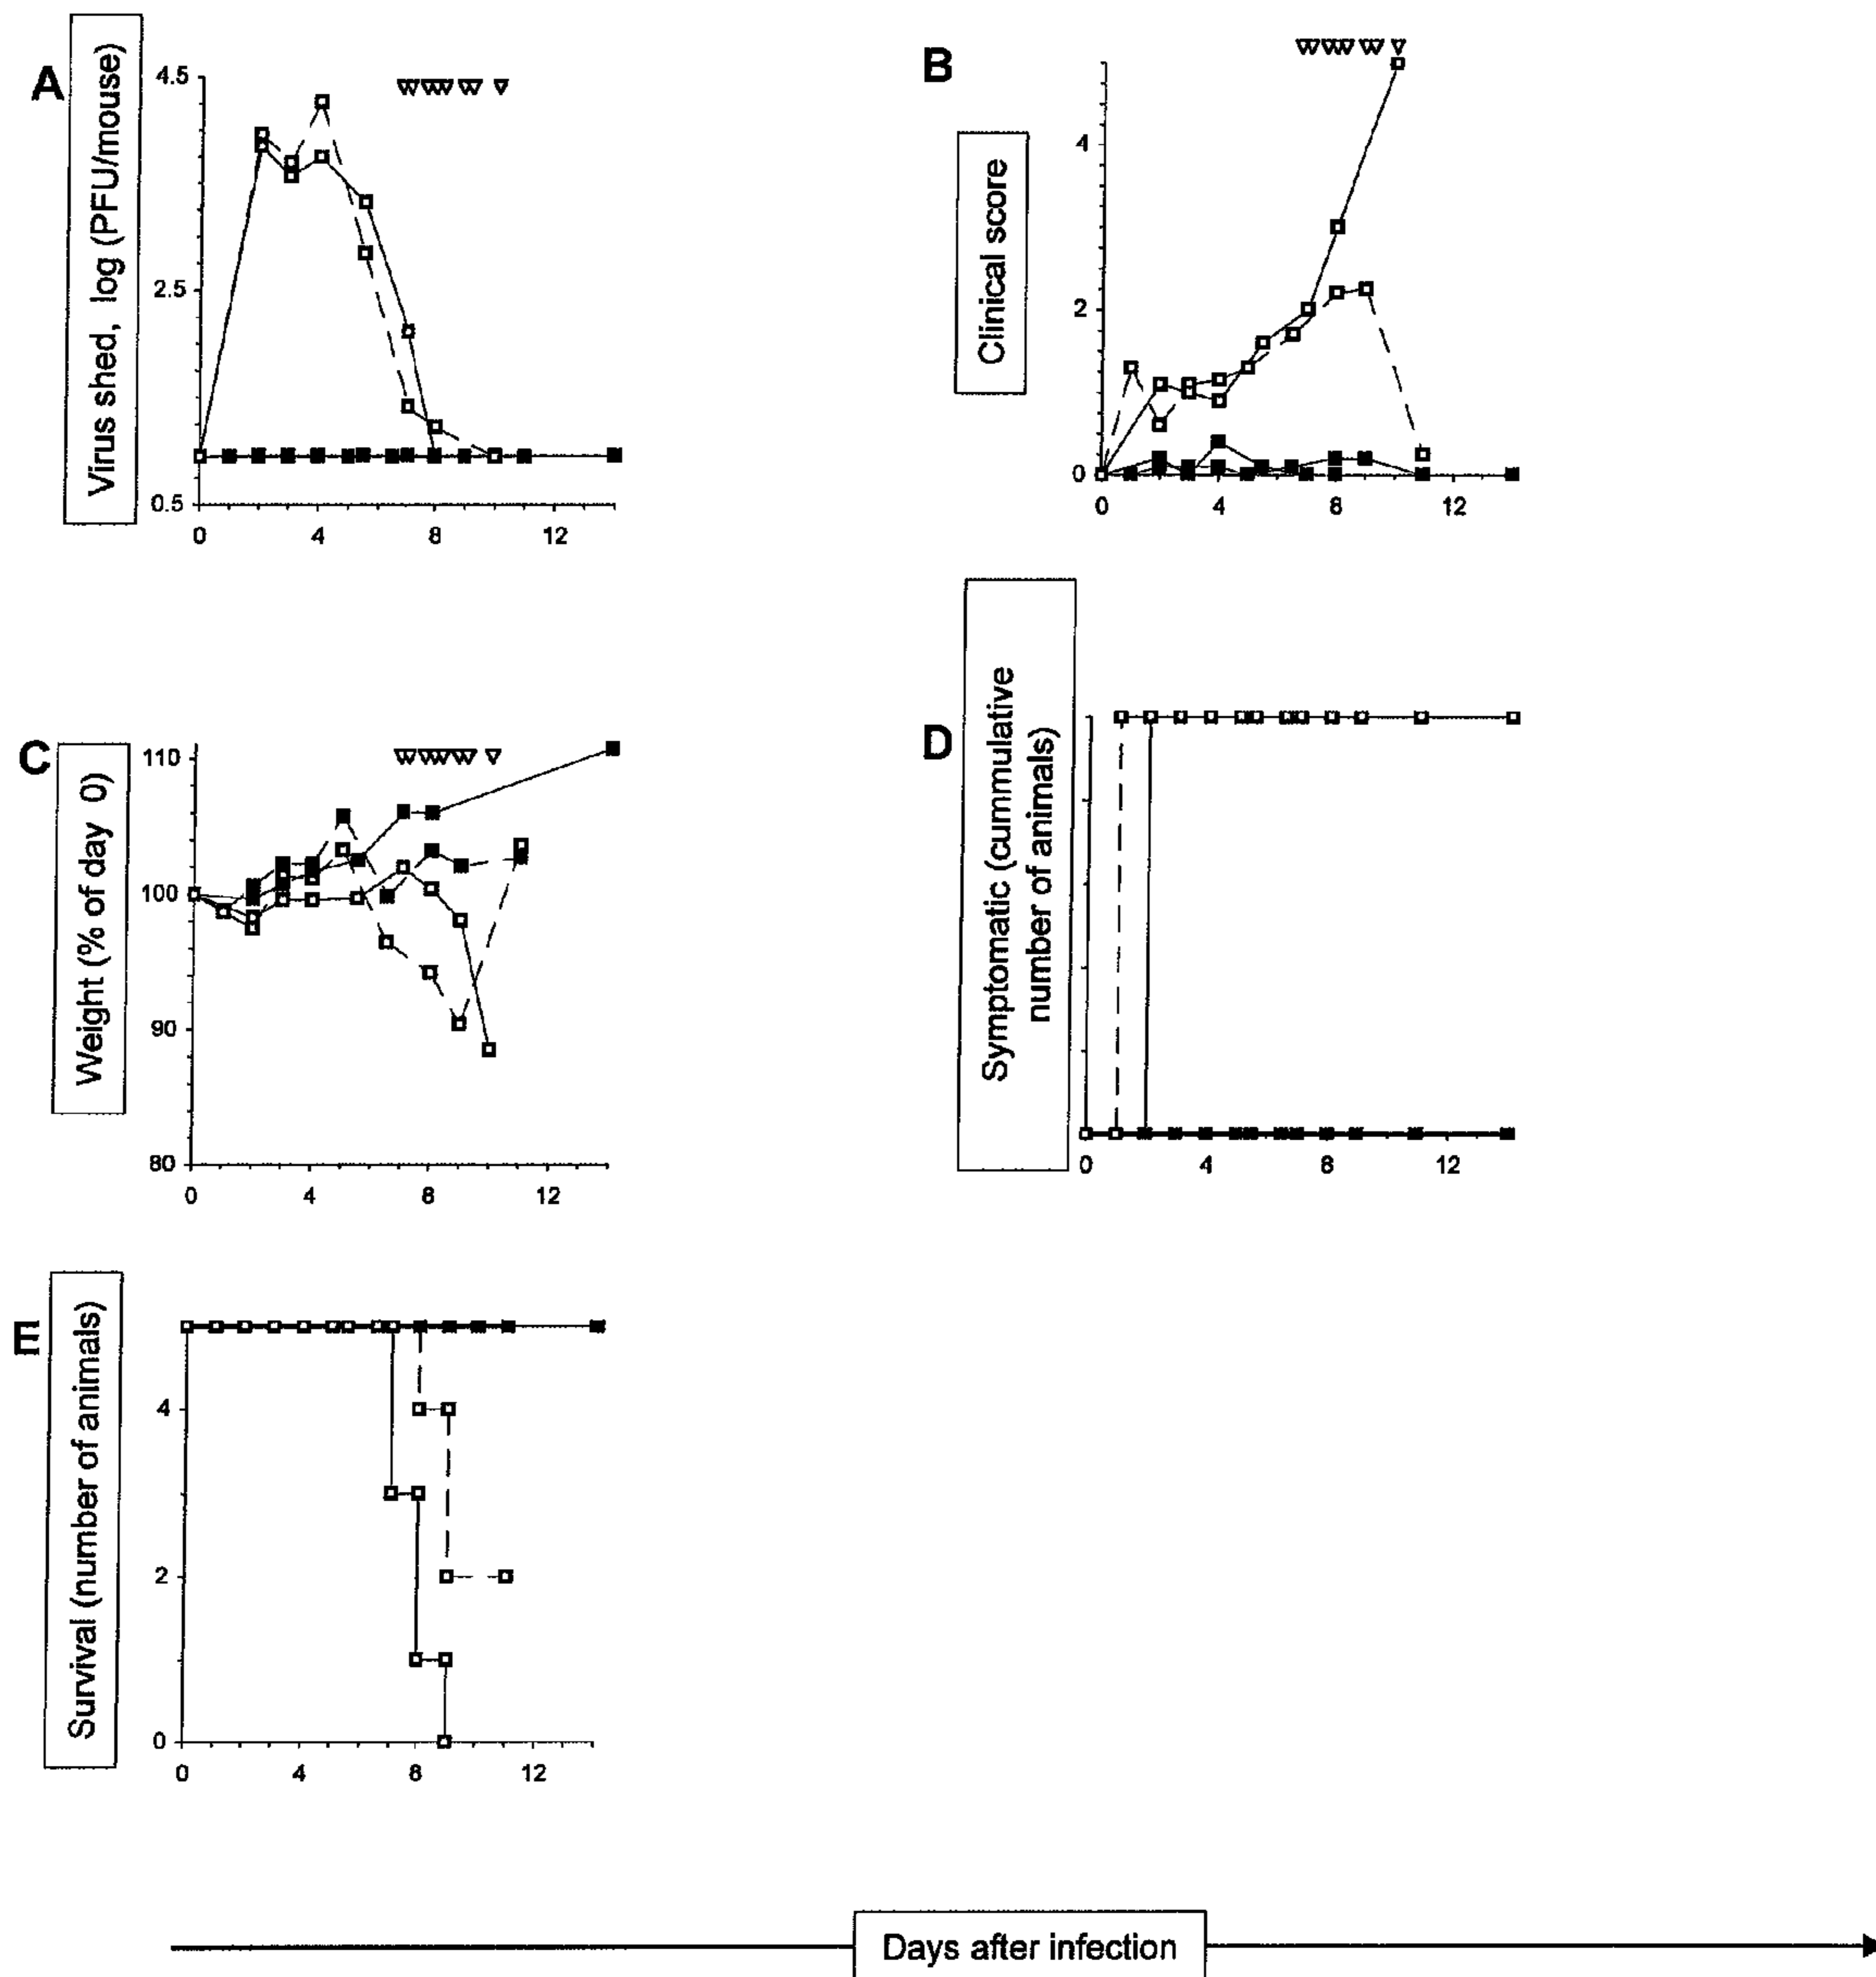 A
Virus shed, log (PFU/mouse)
4.5
2.5
0.5
0 4 8 12
B
Clinical score
4
2
0
0 4 8 12
C
Weight (% of day 0)
110
100
90
80
0 4 8 12
D
Symptomatic (cummulative
number of animals)
0 4 8 12
E
Survival (number of animals)
4
2
0
0 4 8 12
Days after infection